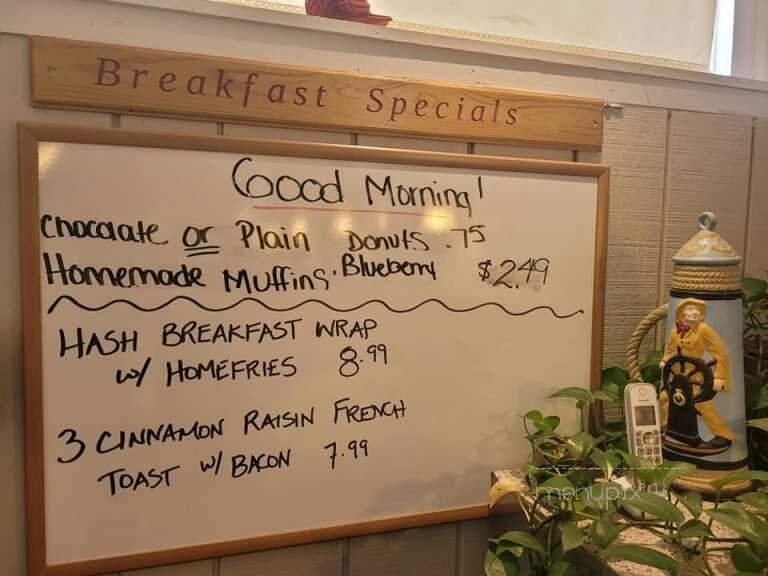 Breakfast Specials
Good Morning!
Chocolate or Plain Donuts .75
Homemade Muffins. Blueberry $2.49
HASH BREAKFAST WRAP
w/ HOMEFRIES 8.99
3 CINNAMON RAISIN FRENCH
TOAST w/ BACON 7.99
menupix